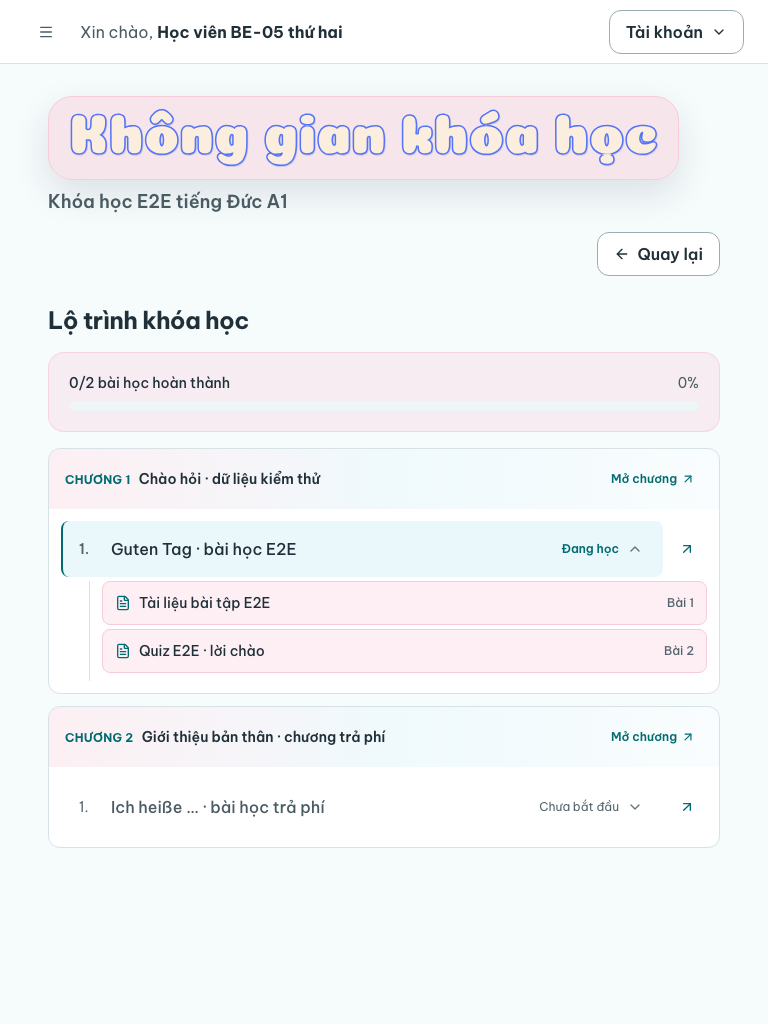 Xin chào, Học viên BE-05 thứ hai
Tài khoản
Không gian khóa học
Khóa học E2E tiếng Đức A1
Quay lại
Lộ trình khóa học
0/2 bài học hoàn thành
0%
CHƯƠNG 1 Chào hỏi · dữ liệu kiểm thử
Mở chương
1. Guten Tag · bài học E2E
Đang học
Tài liệu bài tập E2E
Bài 1
Quiz E2E · lời chào
Bài 2
CHƯƠNG 2 Giới thiệu bản thân · chương trả phí
Mở chương
1. Ich heiße … · bài học trả phí
Chưa bắt đầu